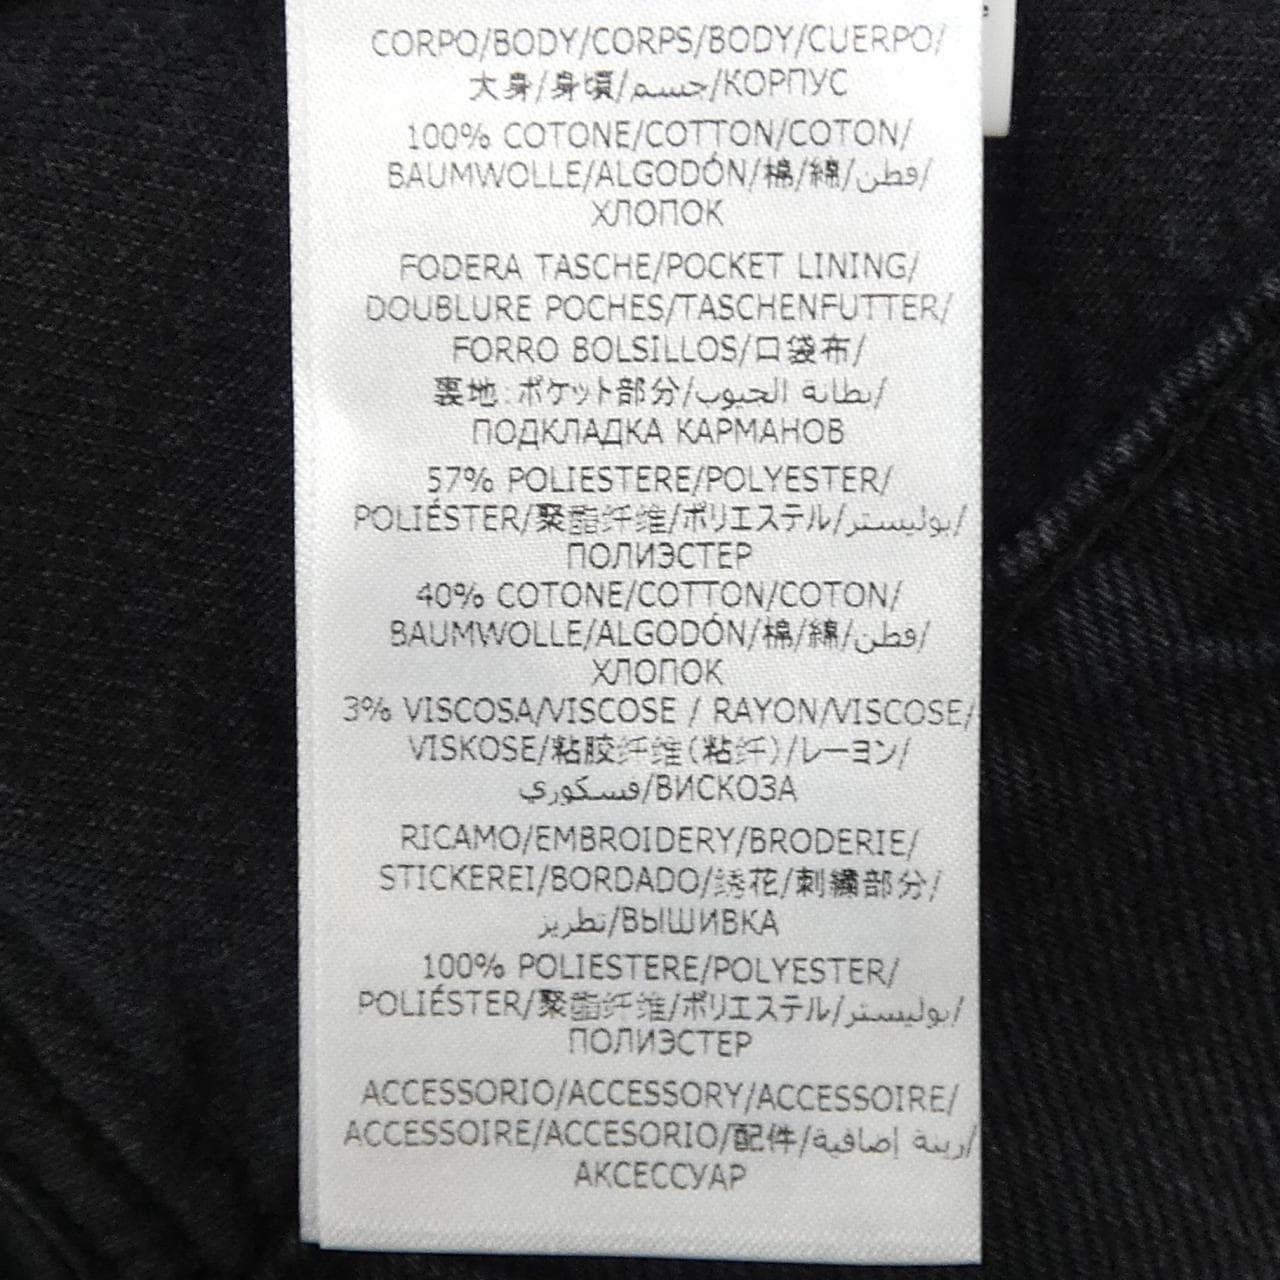 CORPO/BODY/CORPS/BODY/CUERPO/
大身/身頃/جسم/КОРПУС
100% COTONE/COTTON/COTON/
BAUMWOLLE/ALGODÓN/棉/綿/قطن/
ХЛОПОК
FODERA TASCHE/POCKET LINING/
DOUBLURE POCHES/TASCHENFUTTER/
FORRO BOLSILLOS/口袋布/
裏地:ポケット部分/بطانة الجيوب/
ПОДКЛАДКА КАРМАНОВ
57% POLIESTERE/POLYESTER/
POLIÉSTER/聚酯纤维/ポリエステル/بوليستر/
ПОЛИЭСТЕР
40% COTONE/COTTON/COTON/
BAUMWOLLE/ALGODÓN/棉/綿/قطن/
ХЛОПОК
3% VISCOSA/VISCOSE / RAYON/VISCOSE/
VISKOSE/粘胶纤维(粘纤)/レーヨン/
فسكوري/ВИСКОЗА
RICAMO/EMBROIDERY/BRODERIE/
STICKEREI/BORDADO/绣花/刺繍部分/
تطريز/ВЫШИВКА
100% POLIESTERE/POLYESTER/
POLIÉSTER/聚酯纤维/ポリエステル/بوليستر/
ПОЛИЭСТЕР
ACCESSORIO/ACCESSORY/ACCESSOIRE/
ACCESSOIRE/ACCESORIO/配件/زينة إضافية/
АКСЕССУАР